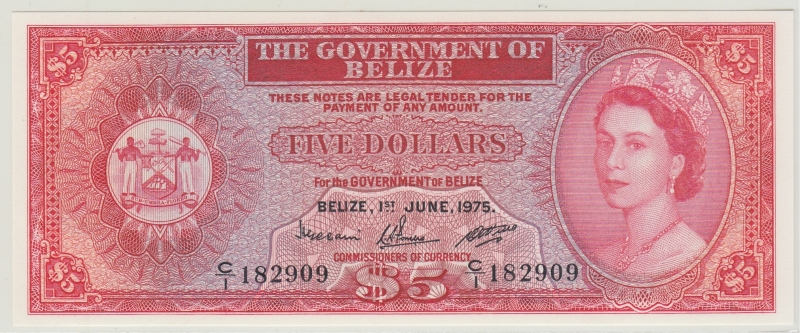 $5
$5
THE GOVERNMENT OF
BELIZE
THESE NOTES ARE LEGAL TENDER FOR THE
PAYMENT OF ANY AMOUNT.
FIVE DOLLARS
For the GOVERNMENT of BELIZE
BELIZE, 1ST JUNE, 1975.
COMMISSIONERS OF CURRENCY
C/1 182909
C/1 182909
$5
$5
$5